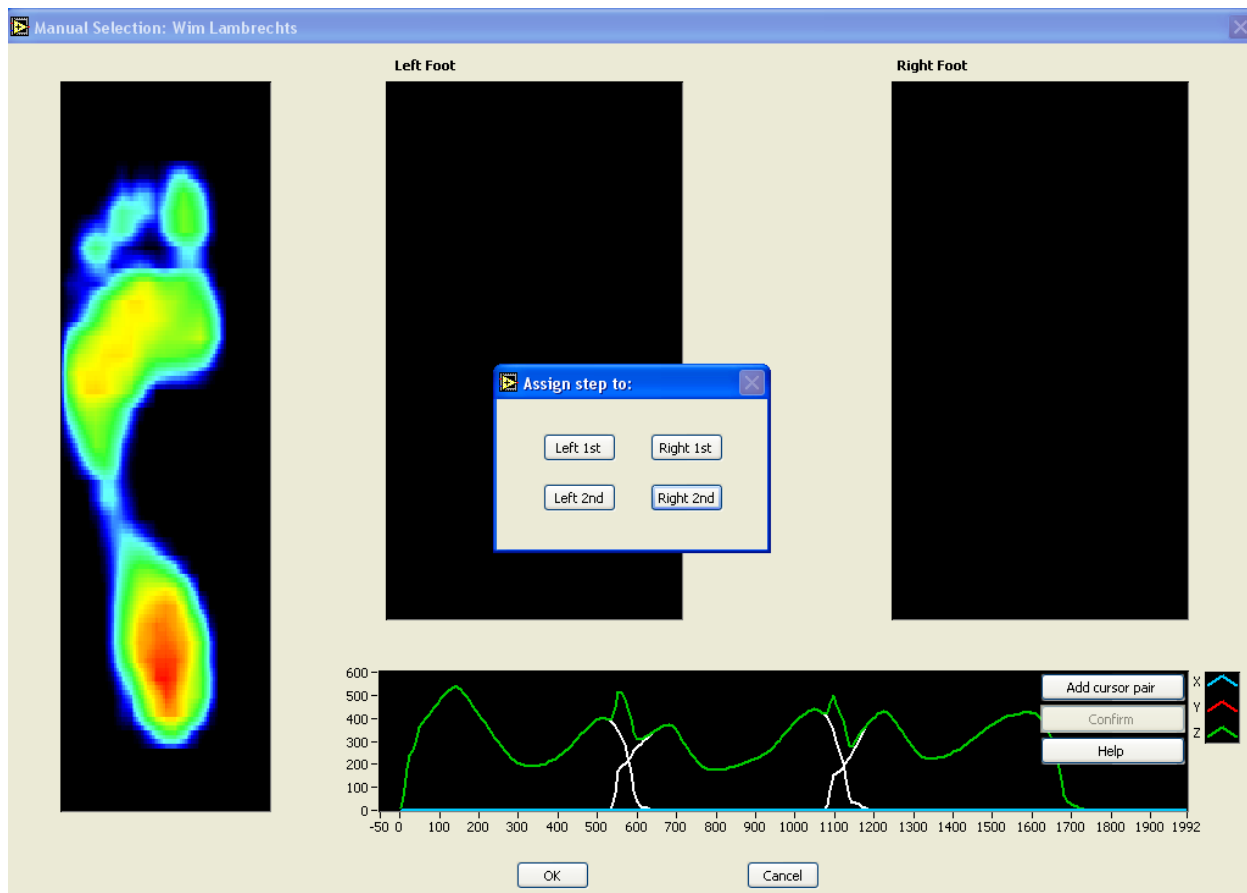 Manual Selection: Wim Lambrechts
Left Foot
Right Foot
Assign step to:
Left 1st
Right 1st
Left 2nd
Right 2nd
600
500
400
300
200
100
0
-50 0 100 200 300 400 500 600 700 800 900 1000 1100 1200 1300 1400 1500 1600 1700 1800 1900 1992
Add cursor pair
Confirm
Help
X
Y
Z
OK
Cancel